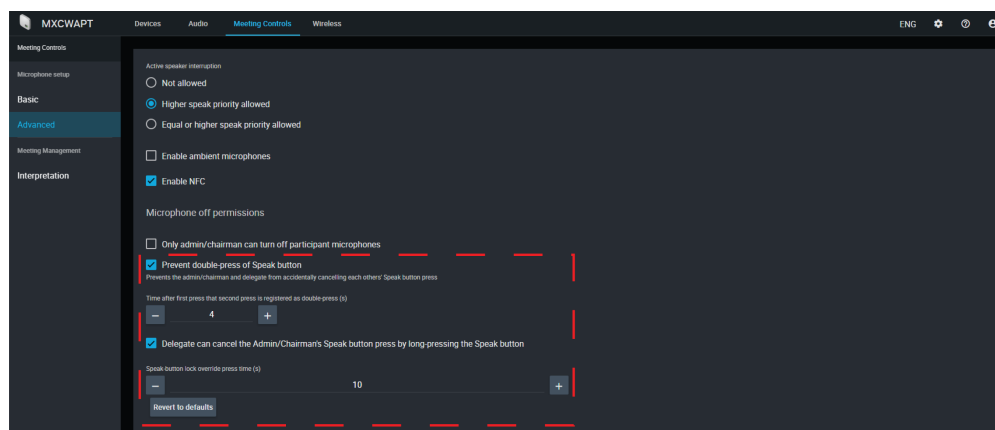 MXCWAPT Devices Audio Meeting Controls Wireless ENG
Meeting Controls
Microphone setup
Basic
Advanced
Meeting Management
Interpretation
Active speaker interruption
Not allowed
Higher speak priority allowed
Equal or higher speak priority allowed
Enable ambient microphones
Enable NFC
Microphone off permissions
Only admin/chairman can turn off participant microphones
Prevent double-press of Speak button
Prevents the admin/chairman and delegate from accidentally cancelling each others' Speak button press
Time after first press that second press is registered as double-press (s)
− 4 +
Delegate can cancel the Admin/Chairman's Speak button press by long-pressing the Speak button
Speak-button lock override press time (s)
− 10 +
Revert to defaults